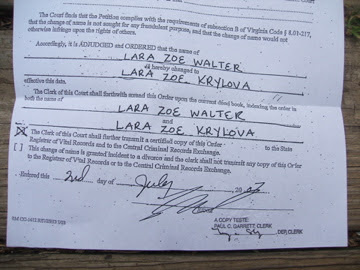 The Court finds that the Petition complies with the requirements of subsection B of Virginia Code § 8.01-217,
that the change of name is not sought for any fraudulent purpose, and that the change of name would not
otherwise infringe upon the rights of others.
Accordingly, it is ADJUDGED and ORDERED that the name of
LARA ZOE WALTER
is hereby changed to
LARA ZOE KRYLOVA
effective this date.
The Clerk of this Court shall forthwith spread this Order upon the current deed book, indexing the order in
both the name of
LARA ZOE WALTER
and
LARA ZOE KRYLOVA
[X] The Clerk of this Court shall further transmit a certified copy of this Order to the State
Registrar of Vital Records and to the Central Criminal Records Exchange.
[ ] This change of name is granted incident to a divorce and the clerk shall not transmit any copy of this Order
to the Registrar of Vital Records or to the Central Criminal Records Exchange.
Entered this 2nd day of July, 20
A COPY TESTE:
PAUL C. GARRETT, CLERK
DEP. CLERK